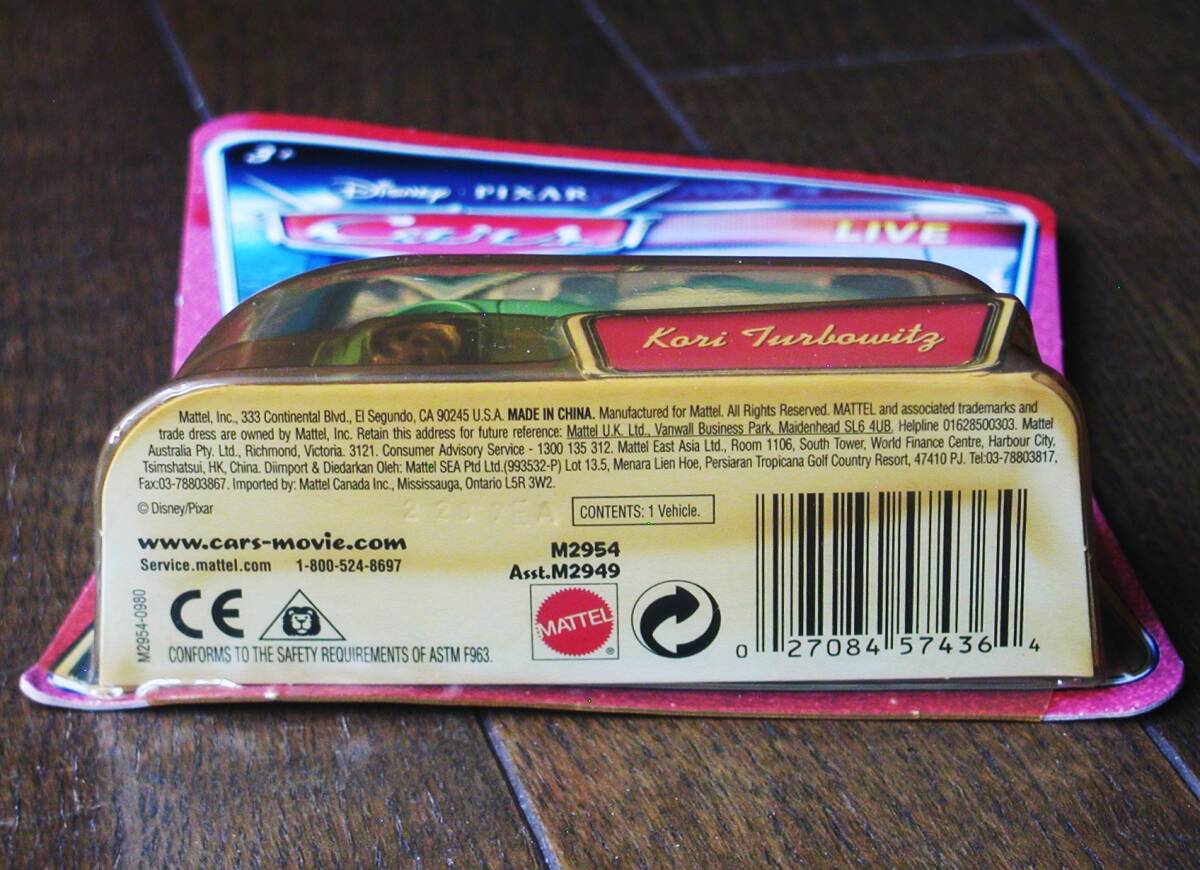 3+
Disney · PIXAR
Cars
LIVE
Kori Turbowitz
Mattel, Inc., 333 Continental Blvd., El Segundo, CA 90245 U.S.A. MADE IN CHINA. Manufactured for Mattel. All Rights Reserved. MATTEL and associated trademarks and
trade dress are owned by Mattel, Inc. Retain this address for future reference: Mattel U.K. Ltd., Vanwall Business Park, Maidenhead SL6 4UB. Helpline 01628500303. Mattel
Australia Pty. Ltd., Richmond, Victoria. 3121. Consumer Advisory Service - 1300 135 312. Mattel East Asia Ltd., Room 1106, South Tower, World Finance Centre, Harbour City,
Tsimshatsui, HK, China. Diimport & Diedarkan Oleh: Mattel SEA Ptd Ltd.(993532-P) Lot 13.5, Menara Lien Hoe, Persiaran Tropicana Golf Country Resort, 47410 PJ. Tel:03-78803817,
Fax:03-78803867. Imported by: Mattel Canada Inc., Mississauga, Ontario L5R 3W2.
© Disney/Pixar
CONTENTS: 1 Vehicle.
www.cars-movie.com
Service.mattel.com 1-800-524-8697
M2954
Asst.M2949
M2954-0980
CE
MATTEL®
CONFORMS TO THE SAFETY REQUIREMENTS OF ASTM F963.
0 27084 57436 4